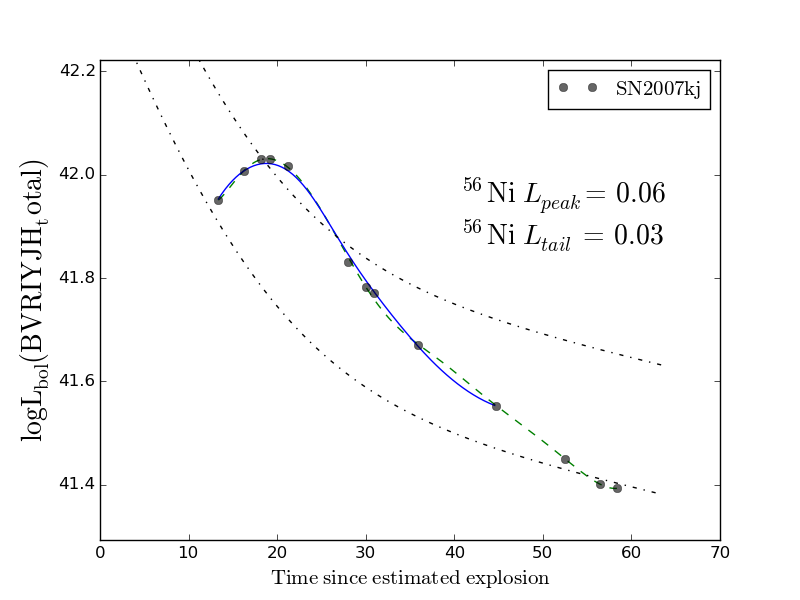 SN2007kj
⁵⁶Ni L_peak = 0.06
⁵⁶Ni L_tail = 0.03
logL_bol(BVRIYJH_total)
42.2
42.0
41.8
41.6
41.4
0 10 20 30 40 50 60 70
Time since estimated explosion